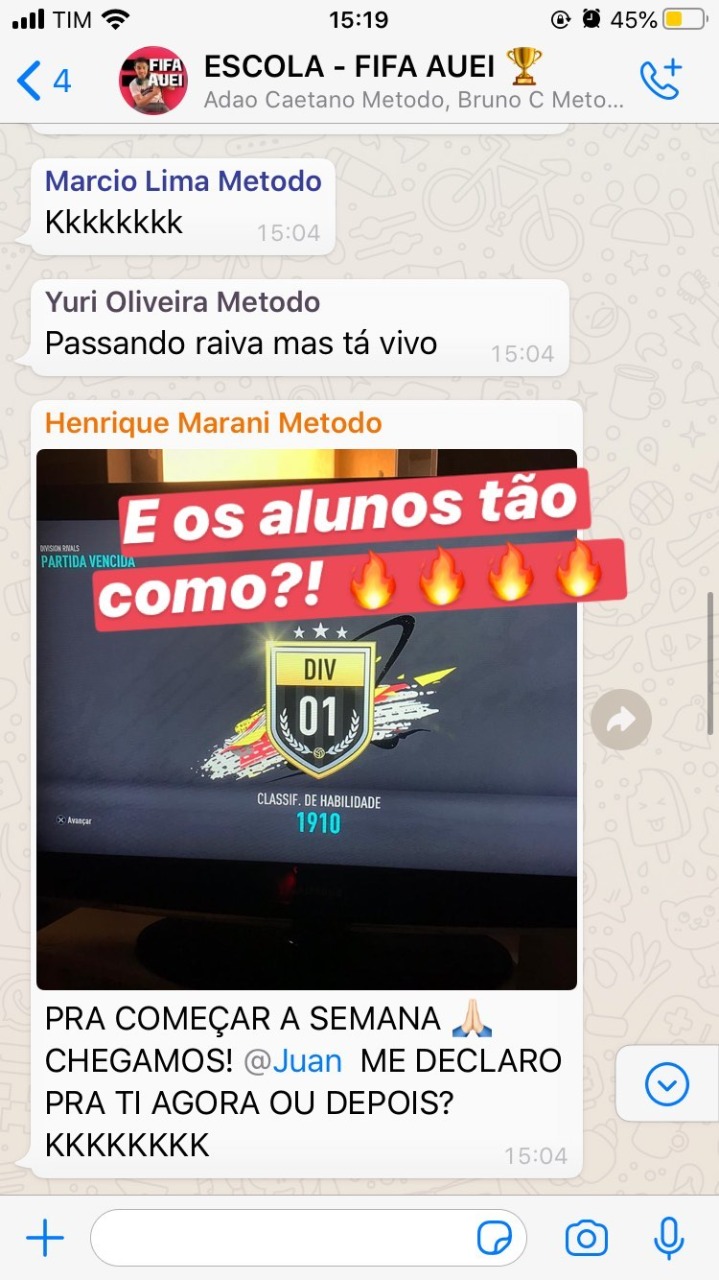 TIM
15:19
45%
4
FIFA
AUEI
ESCOLA - FIFA AUEI 🏆
Adao Caetano Metodo, Bruno C Meto...
Marcio Lima Metodo
Kkkkkkkk
15:04
Yuri Oliveira Metodo
Passando raiva mas tá vivo
15:04
Henrique Marani Metodo
E os alunos tão
como?! 🔥🔥🔥🔥
DIVISION RIVALS
PARTIDA VENCIDA
DIV
01
CLASSIF. DE HABILIDADE
1910
Avançar
PRA COMEÇAR A SEMANA 🙏🏻
CHEGAMOS! @Juan ME DECLARO
PRA TI AGORA OU DEPOIS?
KKKKKKKK
15:04